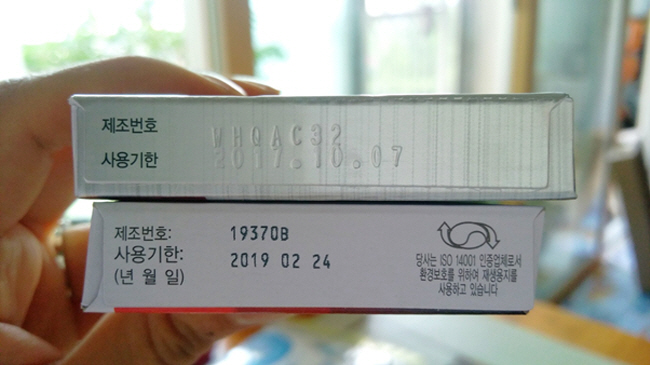 제조번호 WHQAC32
사용기한 2017.10.07
제조번호: 19370B
사용기한: 2019 02 24
(년 월 일)
당사는 ISO 14001 인증업체로서
환경보호를 위하여 재생용지를
사용하고 있습니다